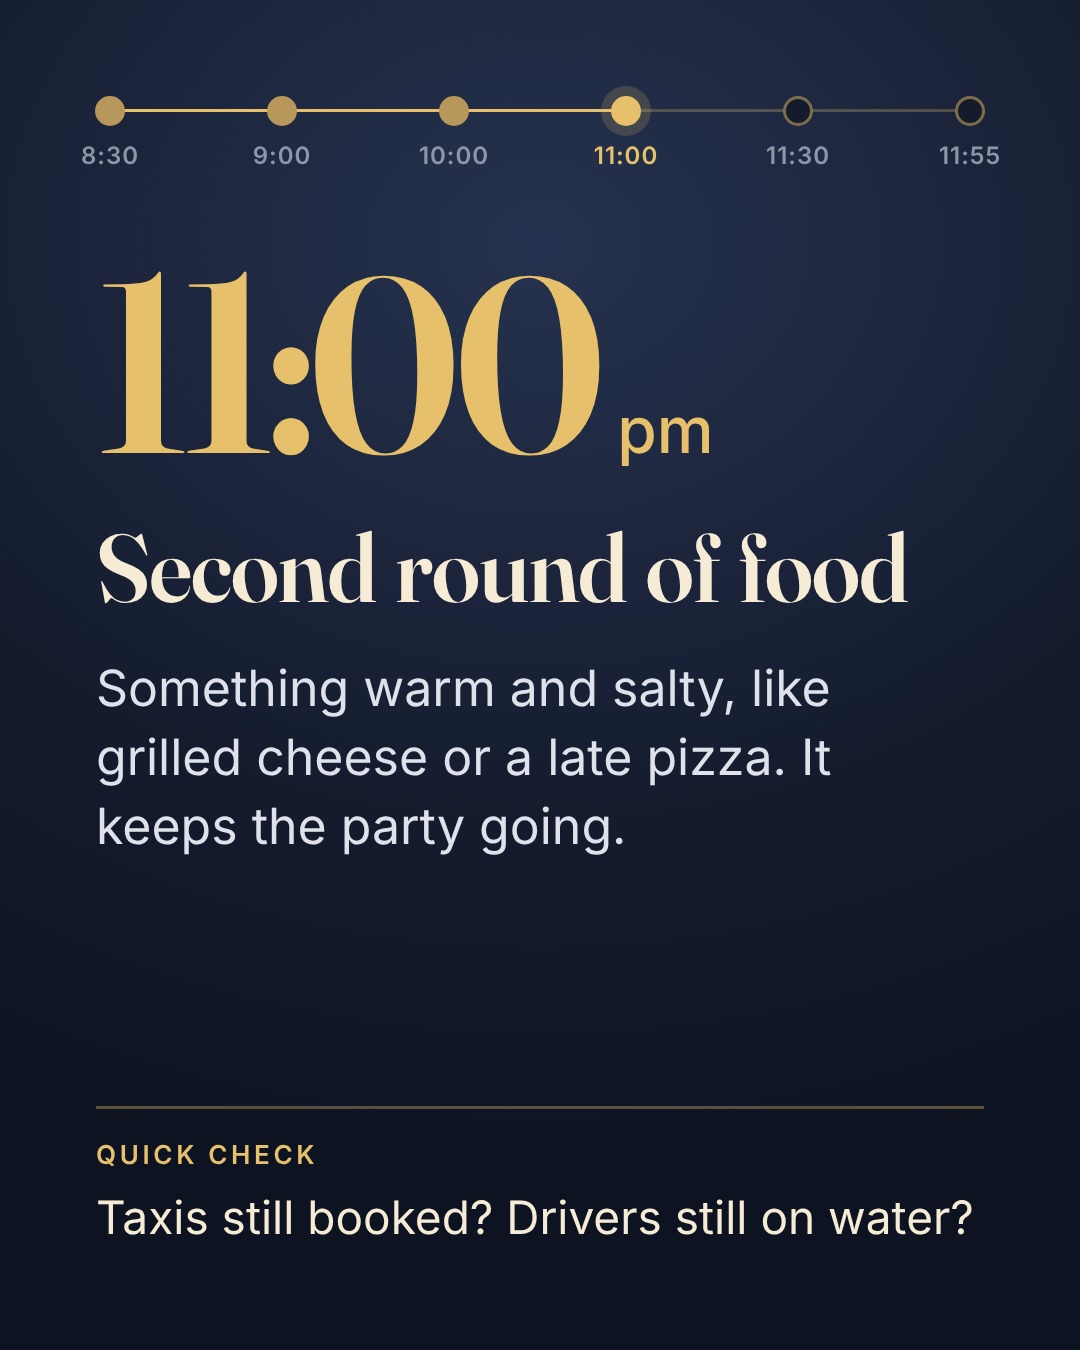 8:30 9:00 10:00 11:00 11:30 11:55
11:00 pm
Second round of food
Something warm and salty, like
grilled cheese or a late pizza. It
keeps the party going.
QUICK CHECK
Taxis still booked? Drivers still on water?